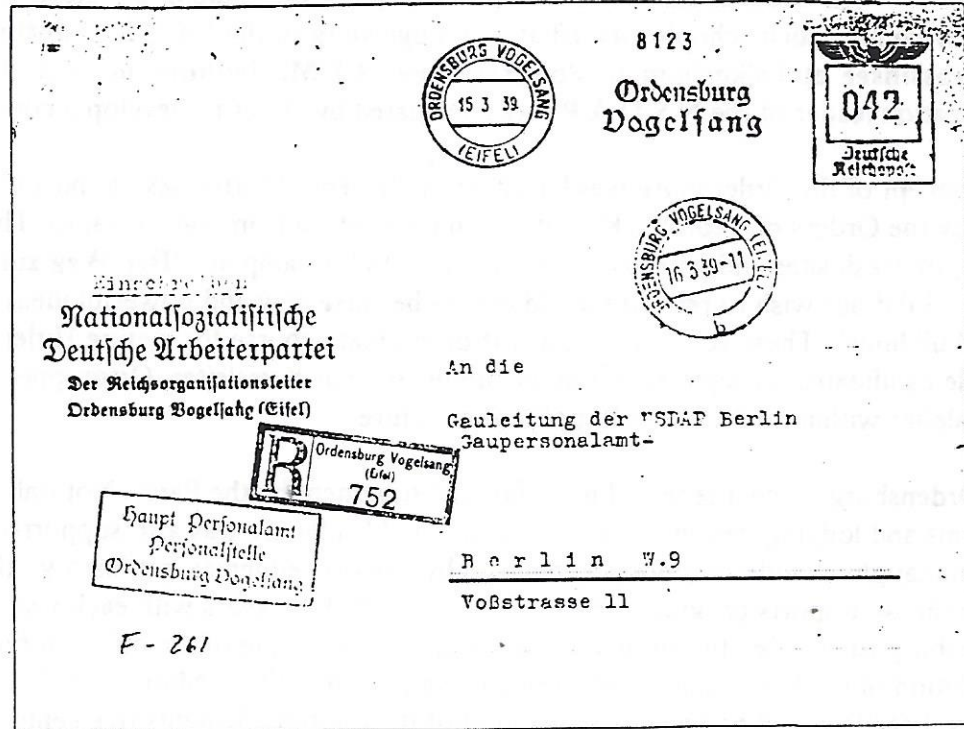 ORDENSBURG VOGELSANG
15.3.39.
(EIFEL)
8123
Ordensburg
Vogelsang
042
Deutsche
Reichspost
ORDENSBURG VOGELSANG (EIFEL)
16.3.39-11
b
Einschreiben
Nationalsozialistische
Deutsche Arbeiterpartei
Der Reichsorganisationsleiter
Ordensburg Vogelsang (Eifel)
An die
Gauleitung der NSDAP Berlin
Gaupersonalamt-
R
Ordensburg Vogelsang
(Eifel)
752
Haupt Personalamt
Personalstelle
Ordensburg Vogelsang
Berlin W.9
Voßstrasse 11
F-261